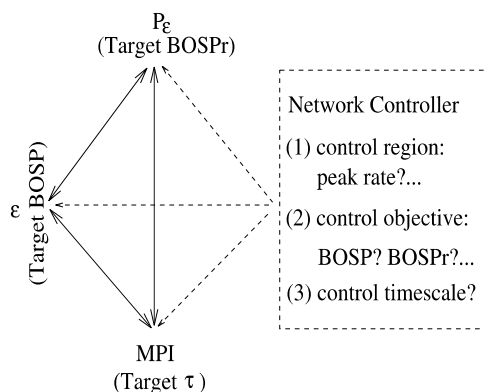 Pε
(Target BOSPr)
Network Controller
(1) control region:
peak rate?...
ε
(Target BOSP)
(2) control objective:
BOSP? BOSPr?...
(3) control timescale?
MPI
(Target τ)